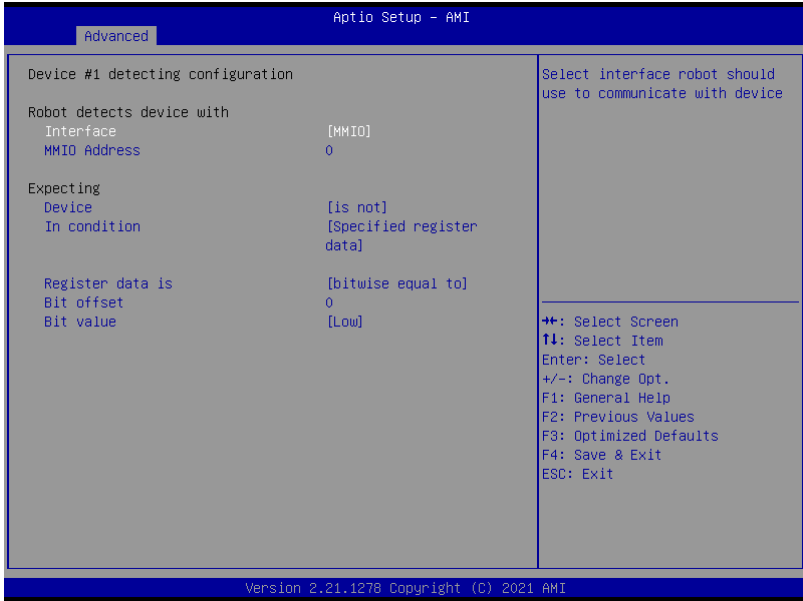 Aptio Setup – AMI
Advanced
Device #1 detecting configuration
Robot detects device with
Interface [MMIO]
MMIO Address 0
Expecting
Device [is not]
In condition [Specified register
data]
Register data is [bitwise equal to]
Bit offset 0
Bit value [Low]
Select interface robot should
use to communicate with device
→←: Select Screen
↑↓: Select Item
Enter: Select
+/-: Change Opt.
F1: General Help
F2: Previous Values
F3: Optimized Defaults
F4: Save & Exit
ESC: Exit
Version 2.21.1278 Copyright (C) 2021 AMI